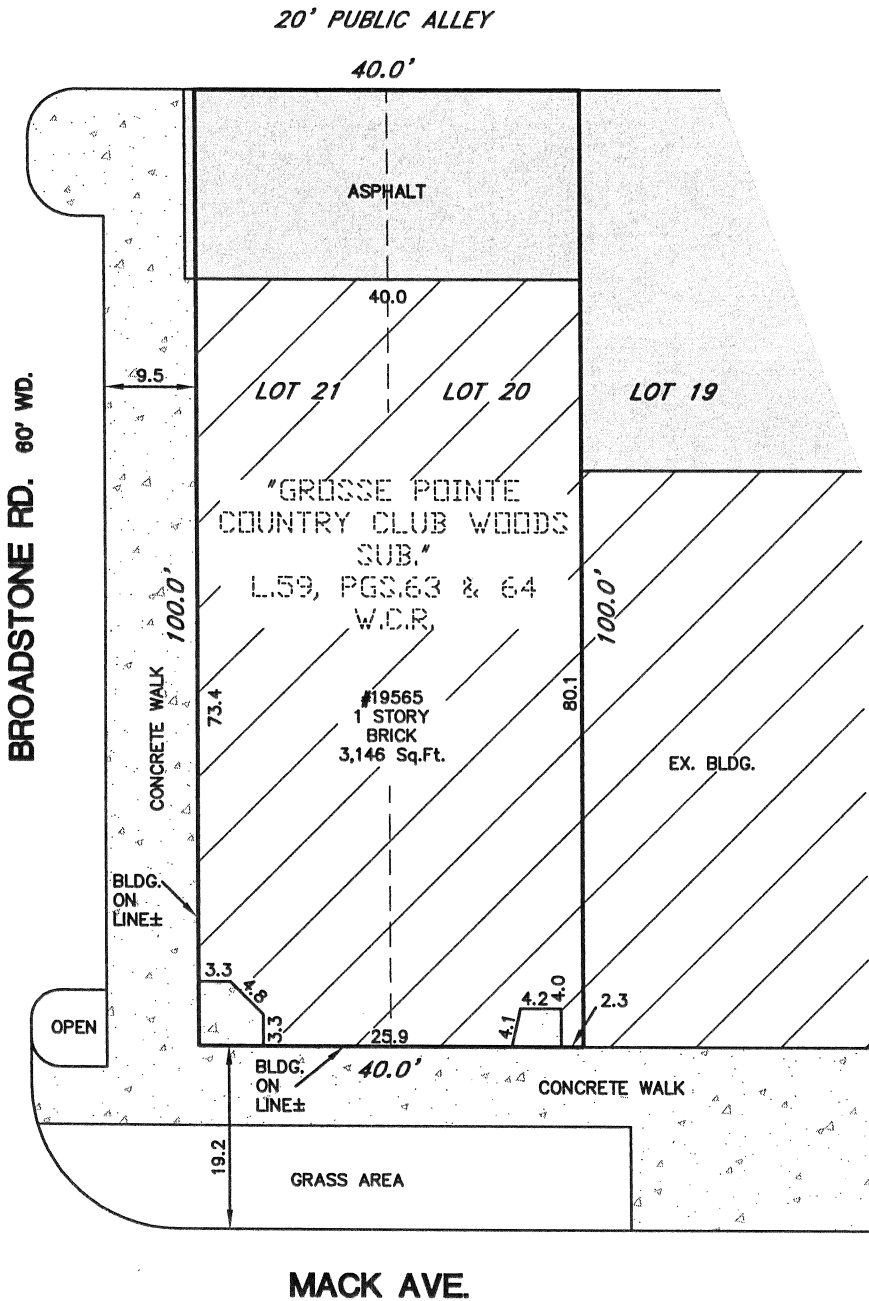 20' PUBLIC ALLEY
40.0'
ASPHALT
40.0
9.5
LOT 21
LOT 20
LOT 19
BROADSTONE RD. 60' WD.
"GROSSE POINTE
COUNTRY CLUB WOODS
SUB."
L.59, PGS.63 & 64
W.C.R.
100.0'
100.0'
73.4
80.1
CONCRETE WALK
#19565
1 STORY
BRICK
3,146 Sq.Ft.
EX. BLDG.
BLDG.
ON
LINE±
3.3
4.8
3.3
25.9
4.1
4.2
4.0
2.3
OPEN
BLDG.
ON
LINE±
40.0'
CONCRETE WALK
19.2
GRASS AREA
MACK AVE.